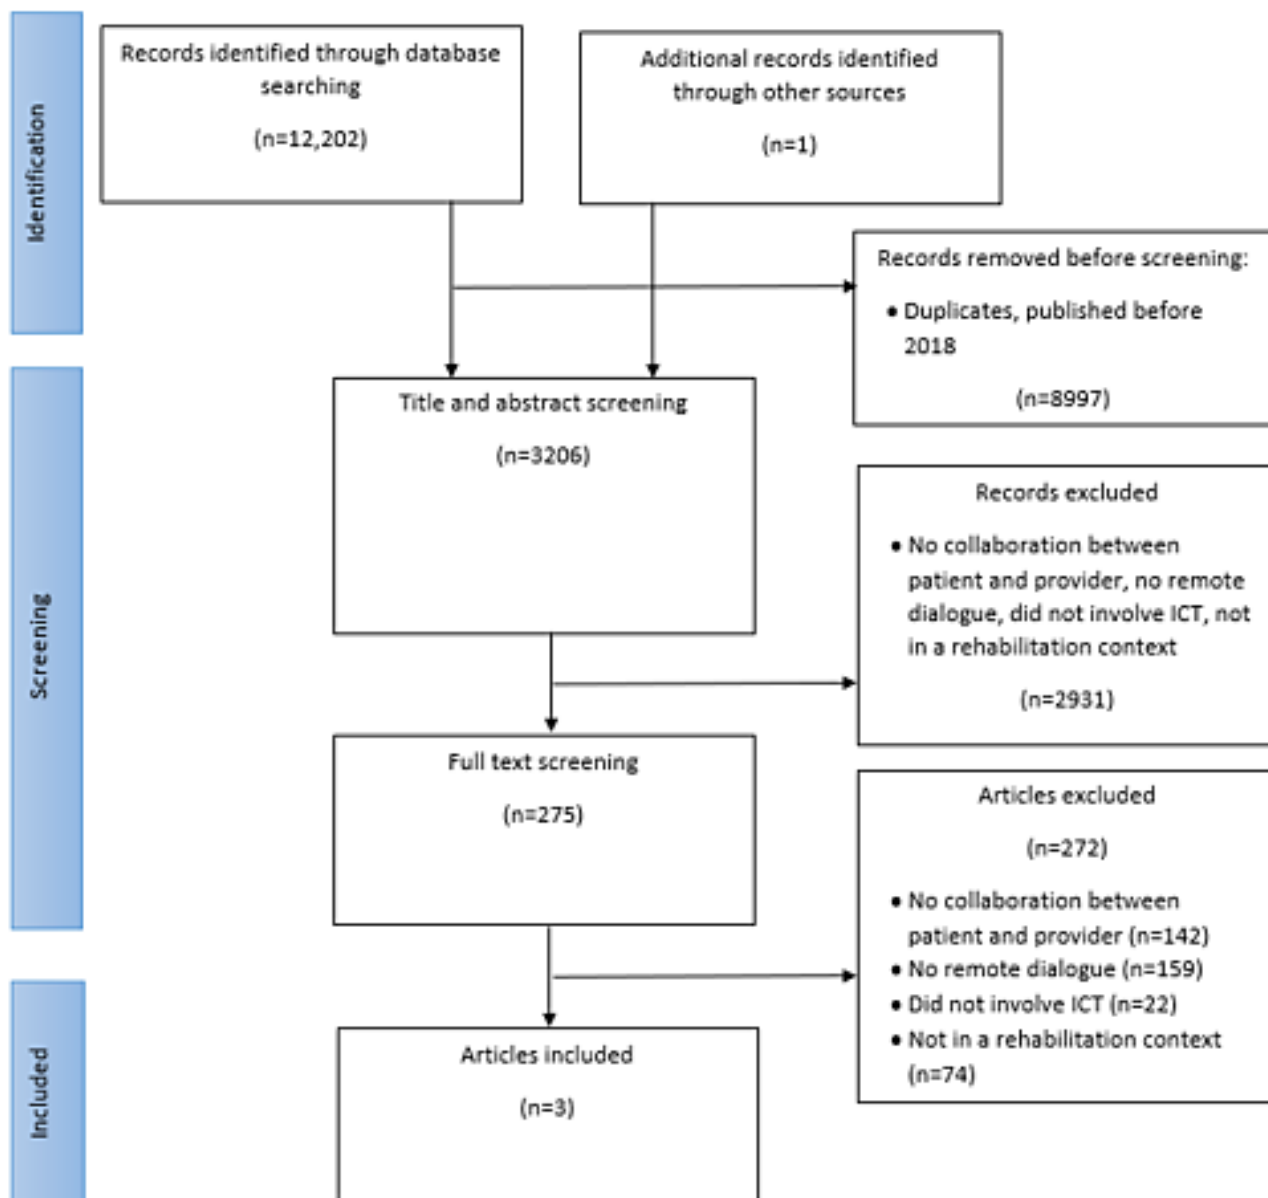 Identification
Records identified through database
searching
(n=12,202)
Additional records identified
through other sources
(n=1)
Records removed before screening:
• Duplicates, published before
2018
(n=8997)
Screening
Title and abstract screening
(n=3206)
Records excluded
• No collaboration between
patient and provider, no remote
dialogue, did not involve ICT, not
in a rehabilitation context
(n=2931)
Full text screening
(n=275)
Articles excluded
(n=272)
• No collaboration between
patient and provider (n=142)
• No remote dialogue (n=159)
• Did not involve ICT (n=22)
• Not in a rehabilitation context
(n=74)
Included
Articles included
(n=3)